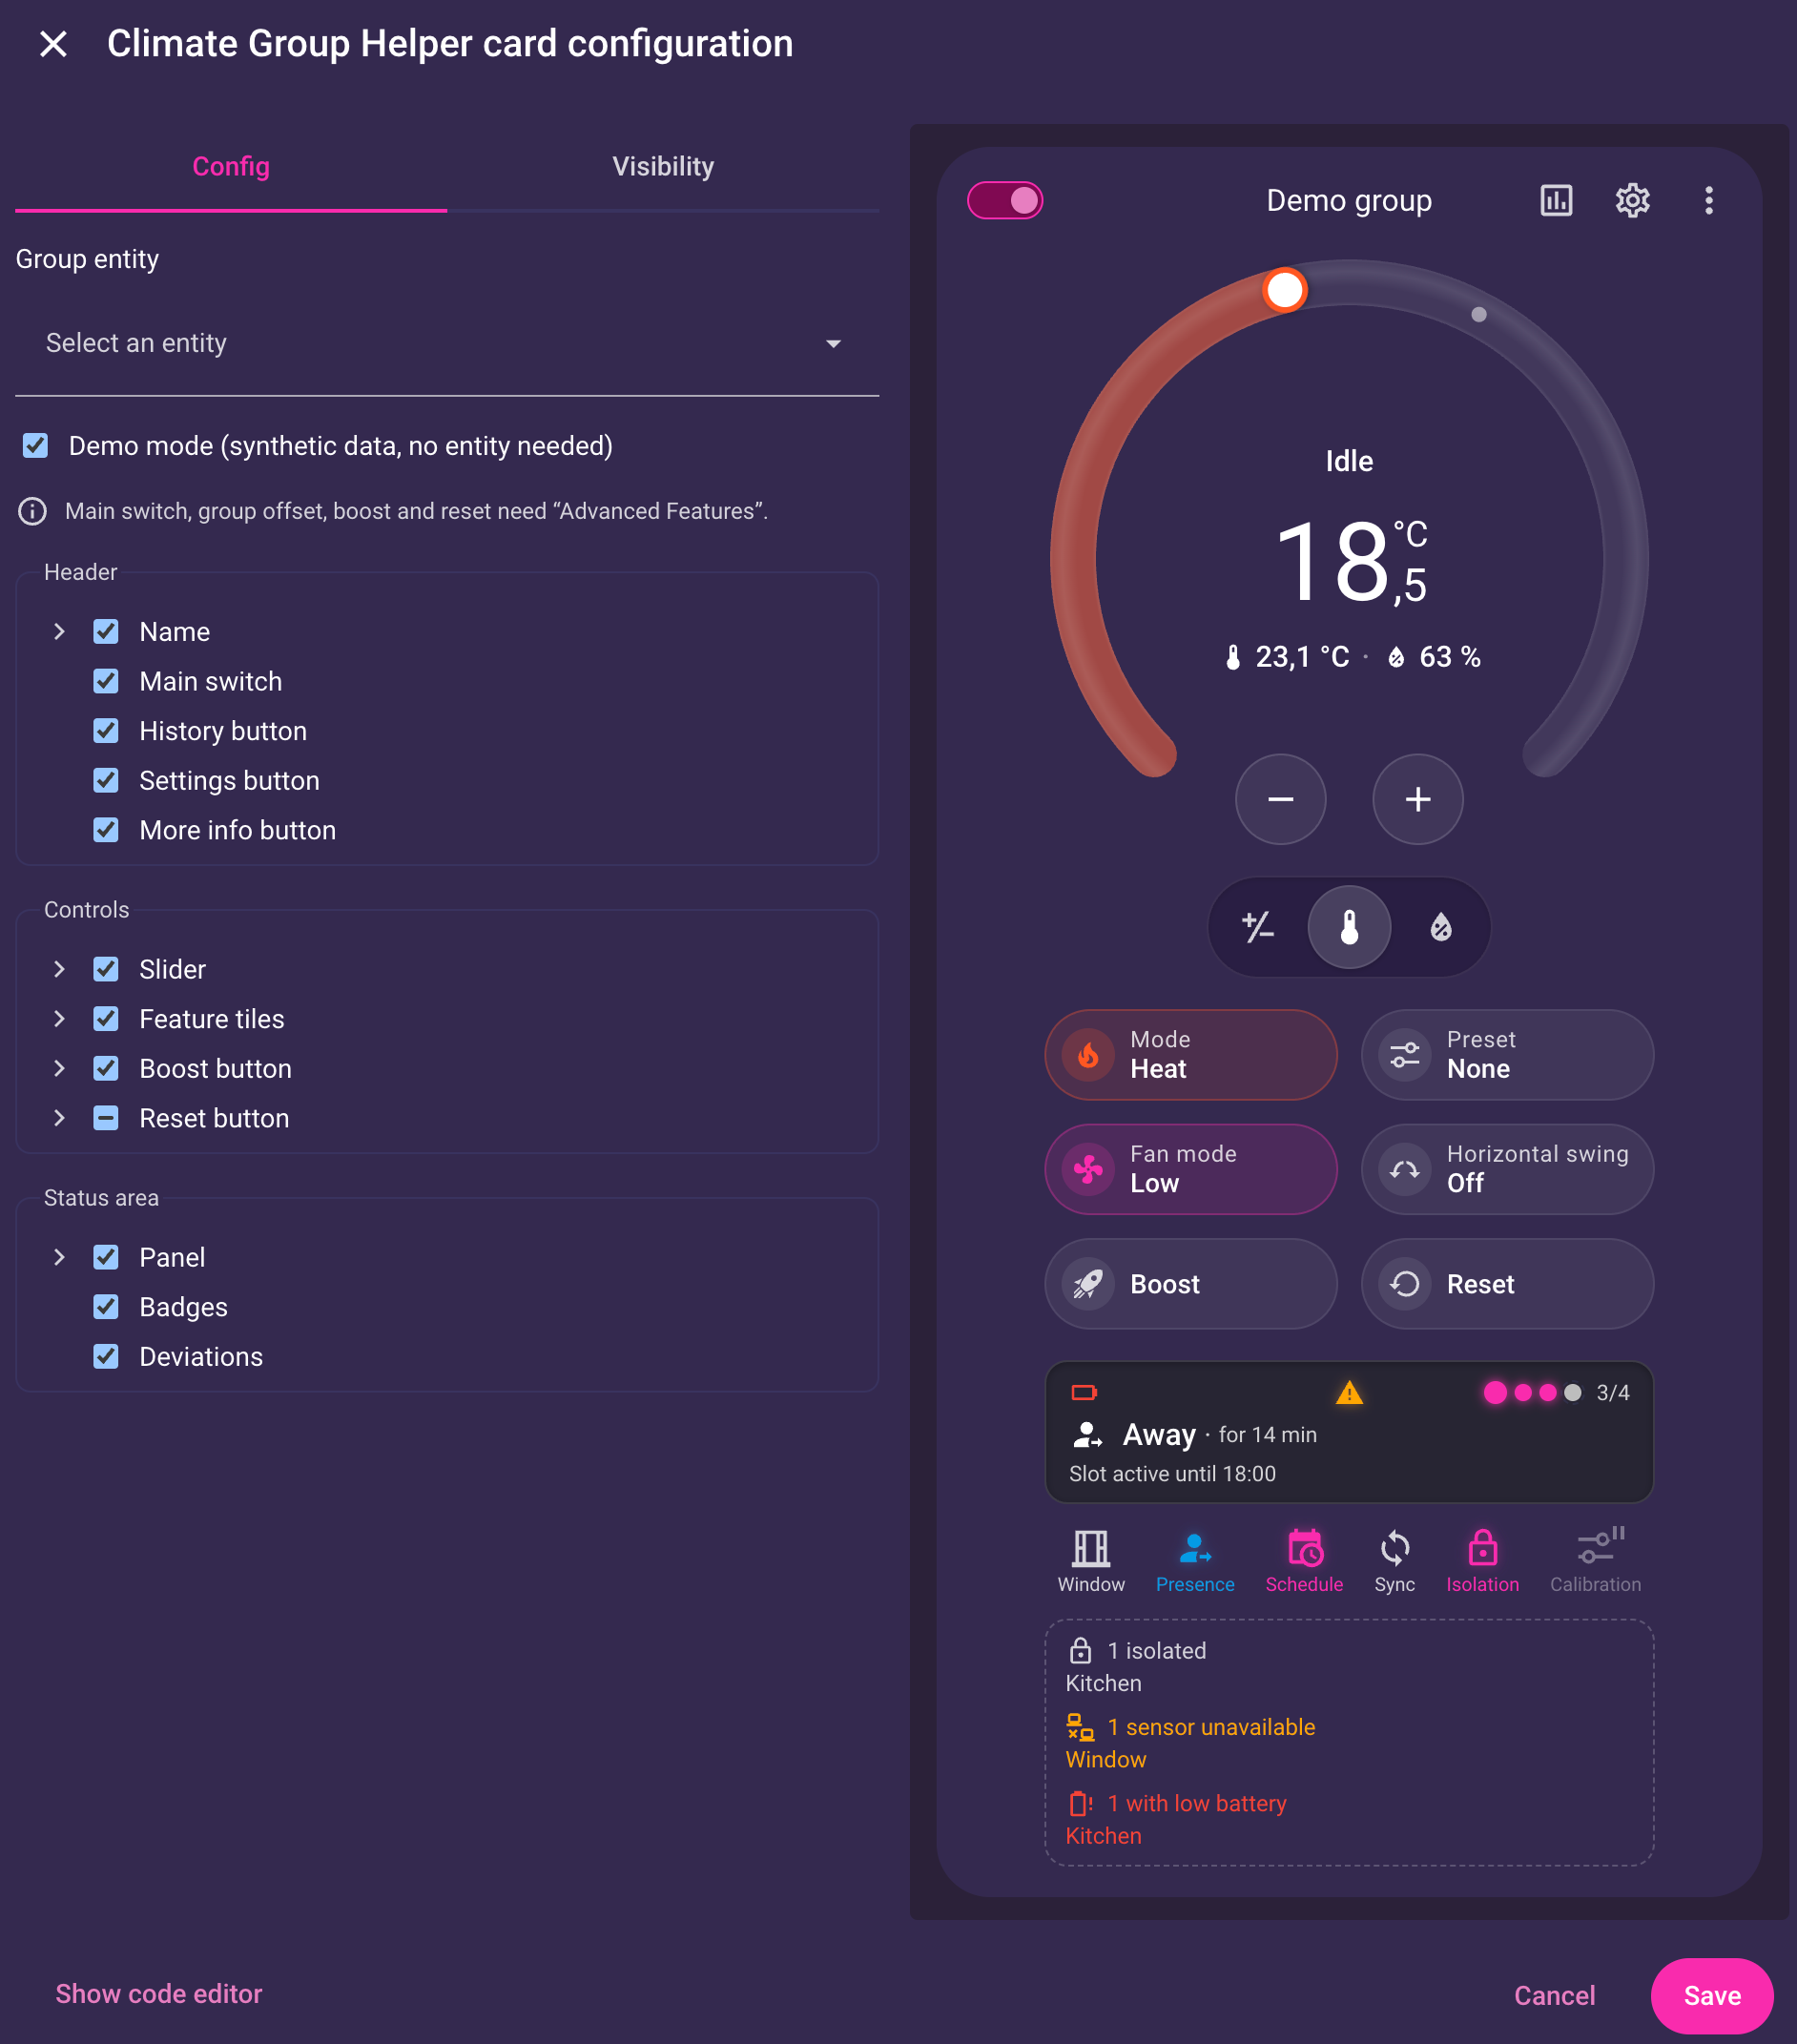 Climate Group Helper card configuration
Config
Visibility
Group entity
Select an entity
Demo mode (synthetic data, no entity needed)
Main switch, group offset, boost and reset need “Advanced Features”.
Header
Name
Main switch
History button
Settings button
More info button
Controls
Slider
Feature tiles
Boost button
Reset button
Status area
Panel
Badges
Deviations
Demo group
Idle
18,5 °C
23,1 °C · 63 %
Mode
Heat
Preset
None
Fan mode
Low
Horizontal swing
Off
Boost
Reset
3/4
Away · for 14 min
Slot active until 18:00
Window
Presence
Schedule
Sync
Isolation
Calibration
1 isolated
Kitchen
1 sensor unavailable
Window
1 with low battery
Kitchen
Show code editor
Cancel
Save